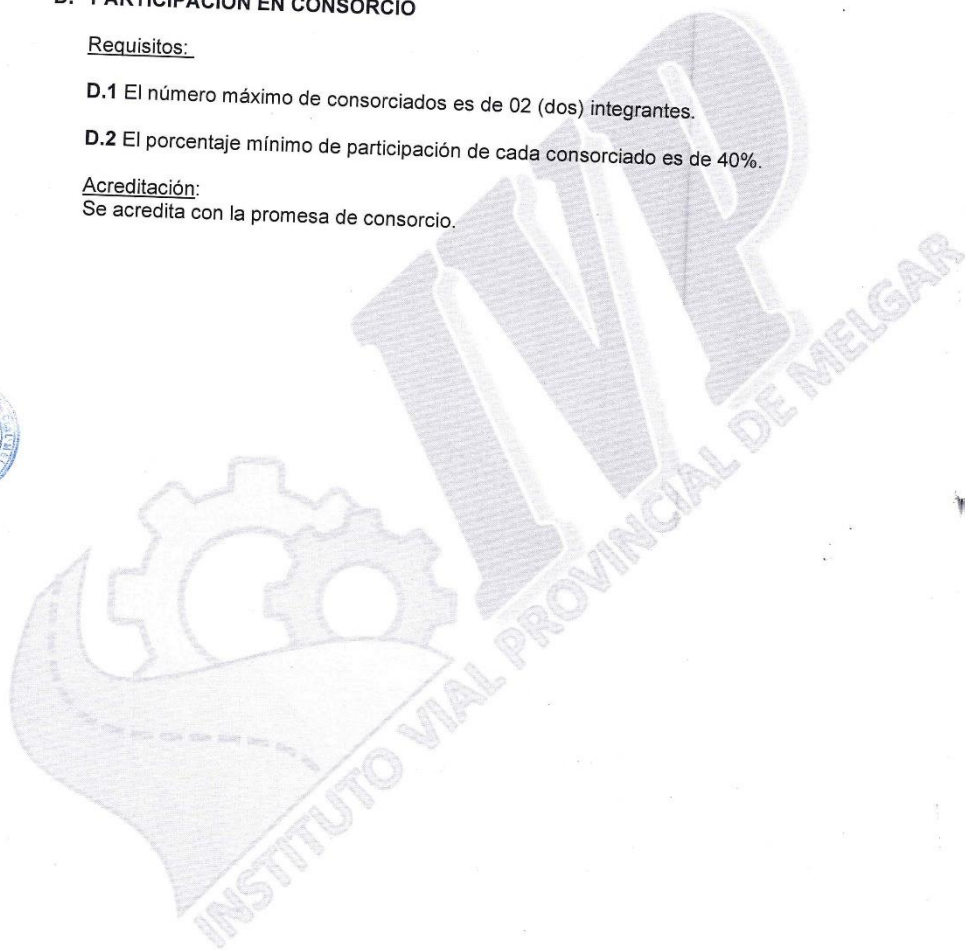 D. PARTICIPACIÓN EN CONSORCIO
Requisitos:
D.1 El número máximo de consorciados es de 02 (dos) integrantes.
D.2 El porcentaje mínimo de participación de cada consorciado es de 40%.
Acreditación:
Se acredita con la promesa de consorcio.
IVP
INSTITUTO VIAL PROVINCIAL DE MELGAR